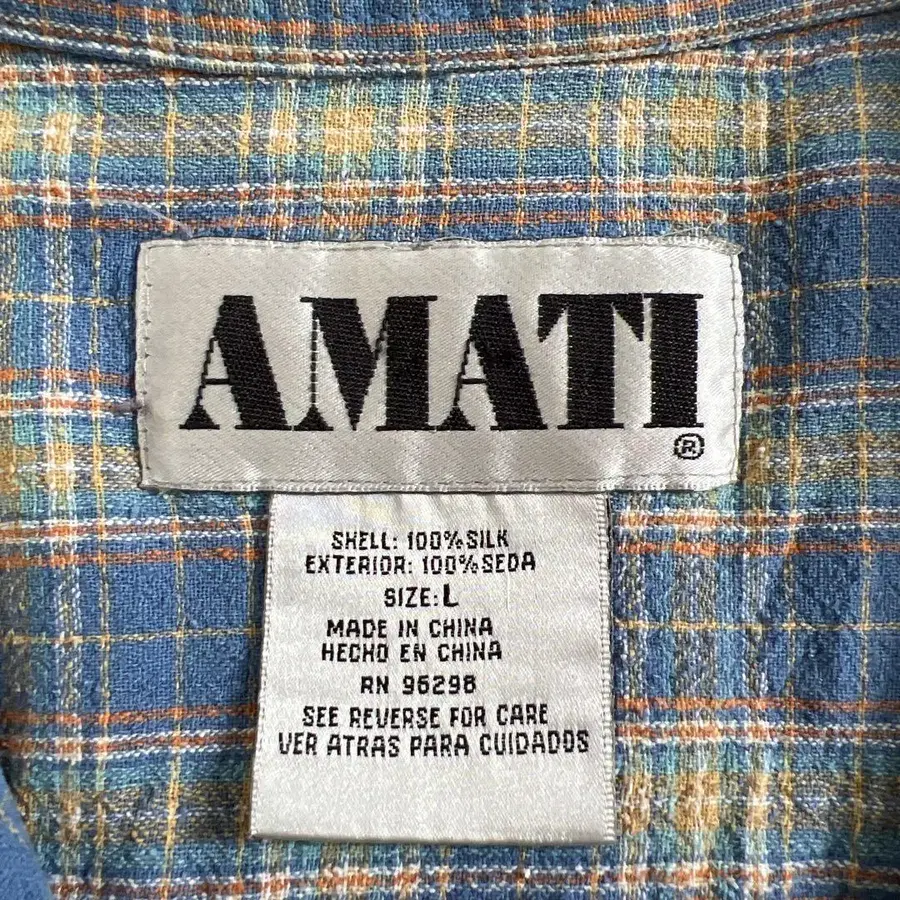 AMATI
®
SHELL: 100%SILK
EXTERIOR: 100%SEDA
SIZE: L
MADE IN CHINA
HECHO EN CHINA
RN 96298
SEE REVERSE FOR CARE
VER ATRAS PARA CUIDADOS